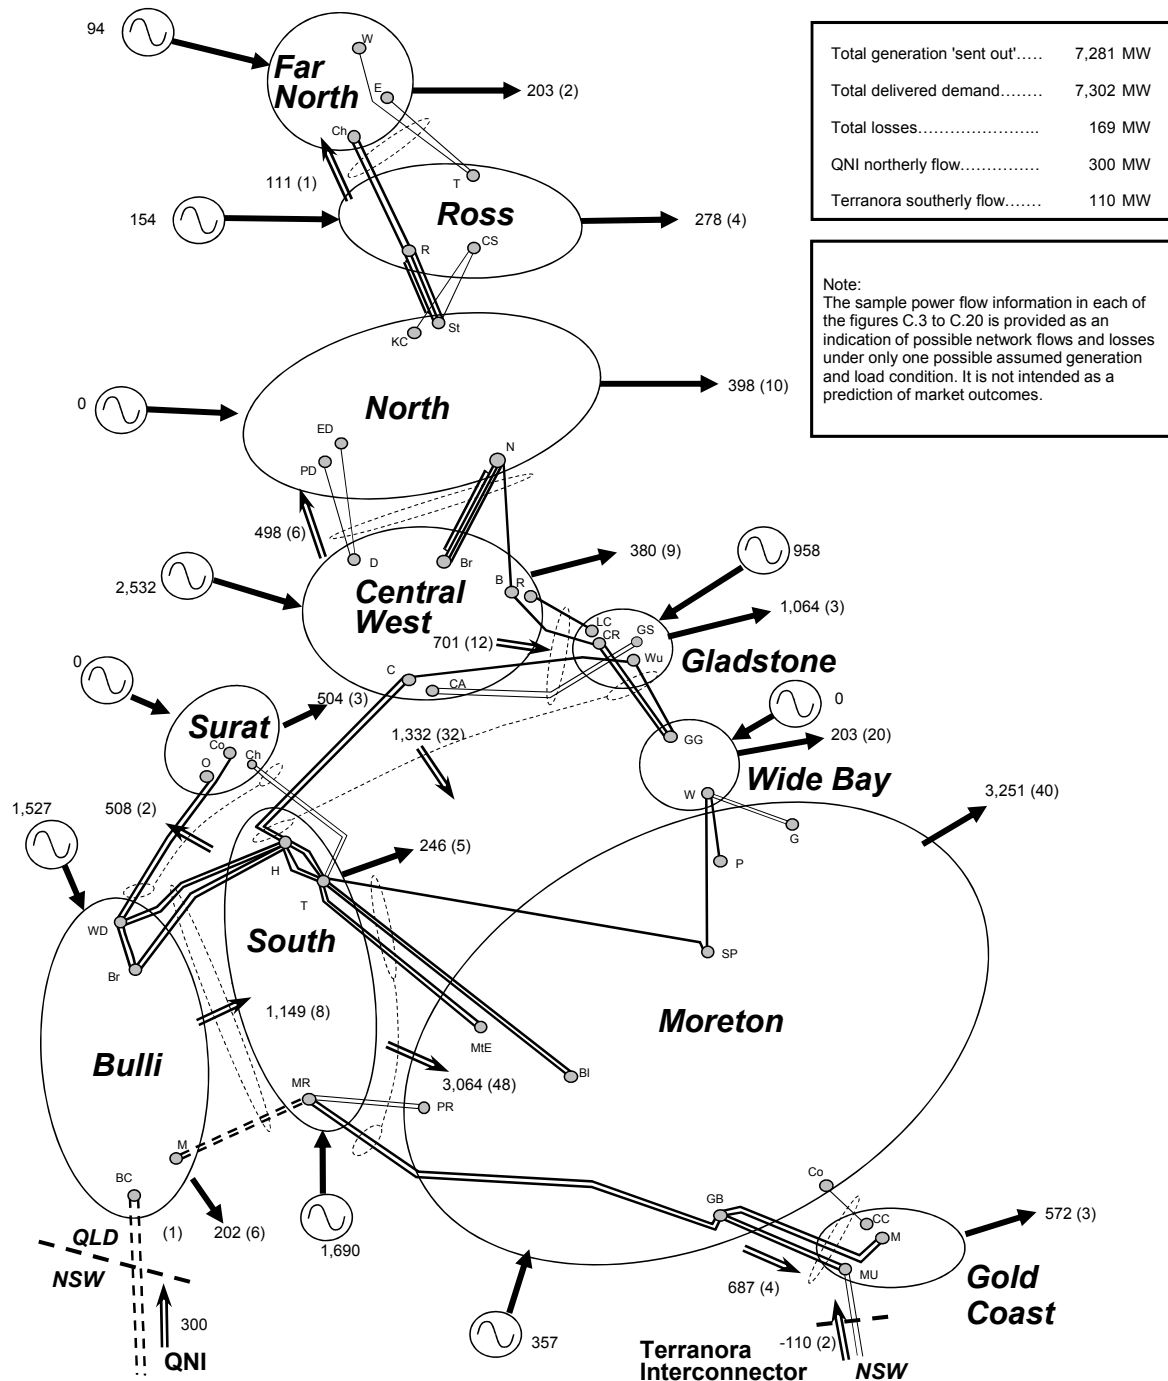 94
W
Far
North
E
203 (2)
Ch
Total generation 'sent out'..... 7,281 MW
Total delivered demand........ 7,302 MW
Total losses...................... 169 MW
QNI northerly flow............... 300 MW
Terranora southerly flow....... 110 MW
111 (1)
T
154
Ross
278 (4)
R
CS
Note:
The sample power flow information in each of
the figures C.3 to C.20 is provided as an
indication of possible network flows and losses
under only one possible assumed generation
and load condition. It is not intended as a
prediction of market outcomes.
St
KC
0
North
398 (10)
ED
N
PD
498 (6)
D
Br
380 (9)
958
2,532
Central
West
B
R
1,064 (3)
LC
GS
CR
701 (12)
Wu
Gladstone
0
C
CA
504 (3)
0
Surat
1,332 (32)
GG
203 (20)
Co
Ch
O
Wide Bay
1,527
508 (2)
W
3,251 (40)
G
246 (5)
P
H
T
WD
South
SP
Br
1,149 (8)
Moreton
Bulli
MtE
Bl
3,064 (48)
MR
PR
M
BC
Co
GB
CC
572 (3)
QLD
(1)
202 (6)
M
NSW
1,690
MU
Gold
Coast
687 (4)
300
QNI
357
Terranora
Interconnector
-110 (2)
NSW